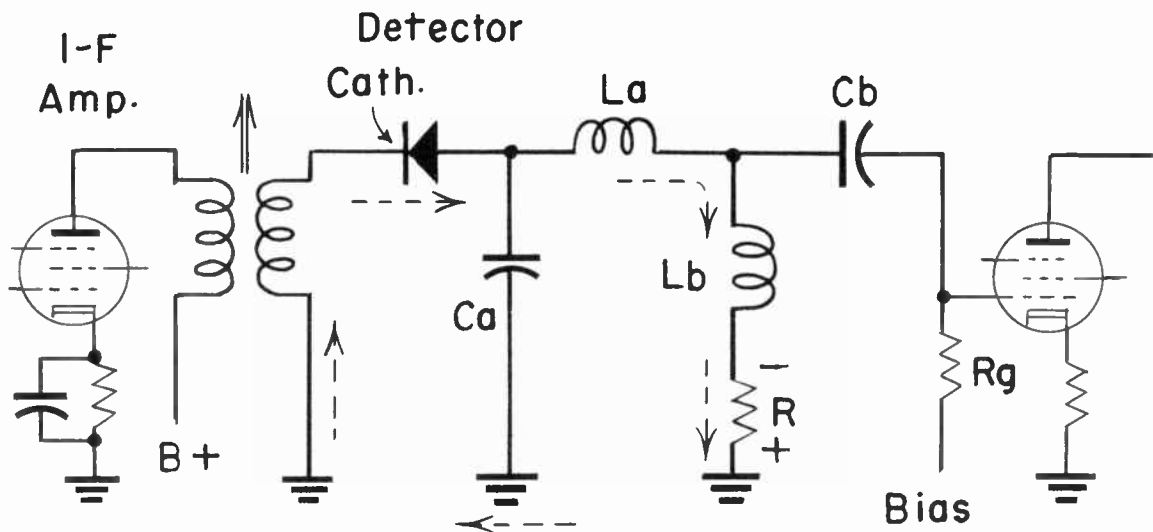 I-F
Amp.
Detector
Cath.
La
Cb
Ca
Lb
-
R
+
Rg
B+
Bias